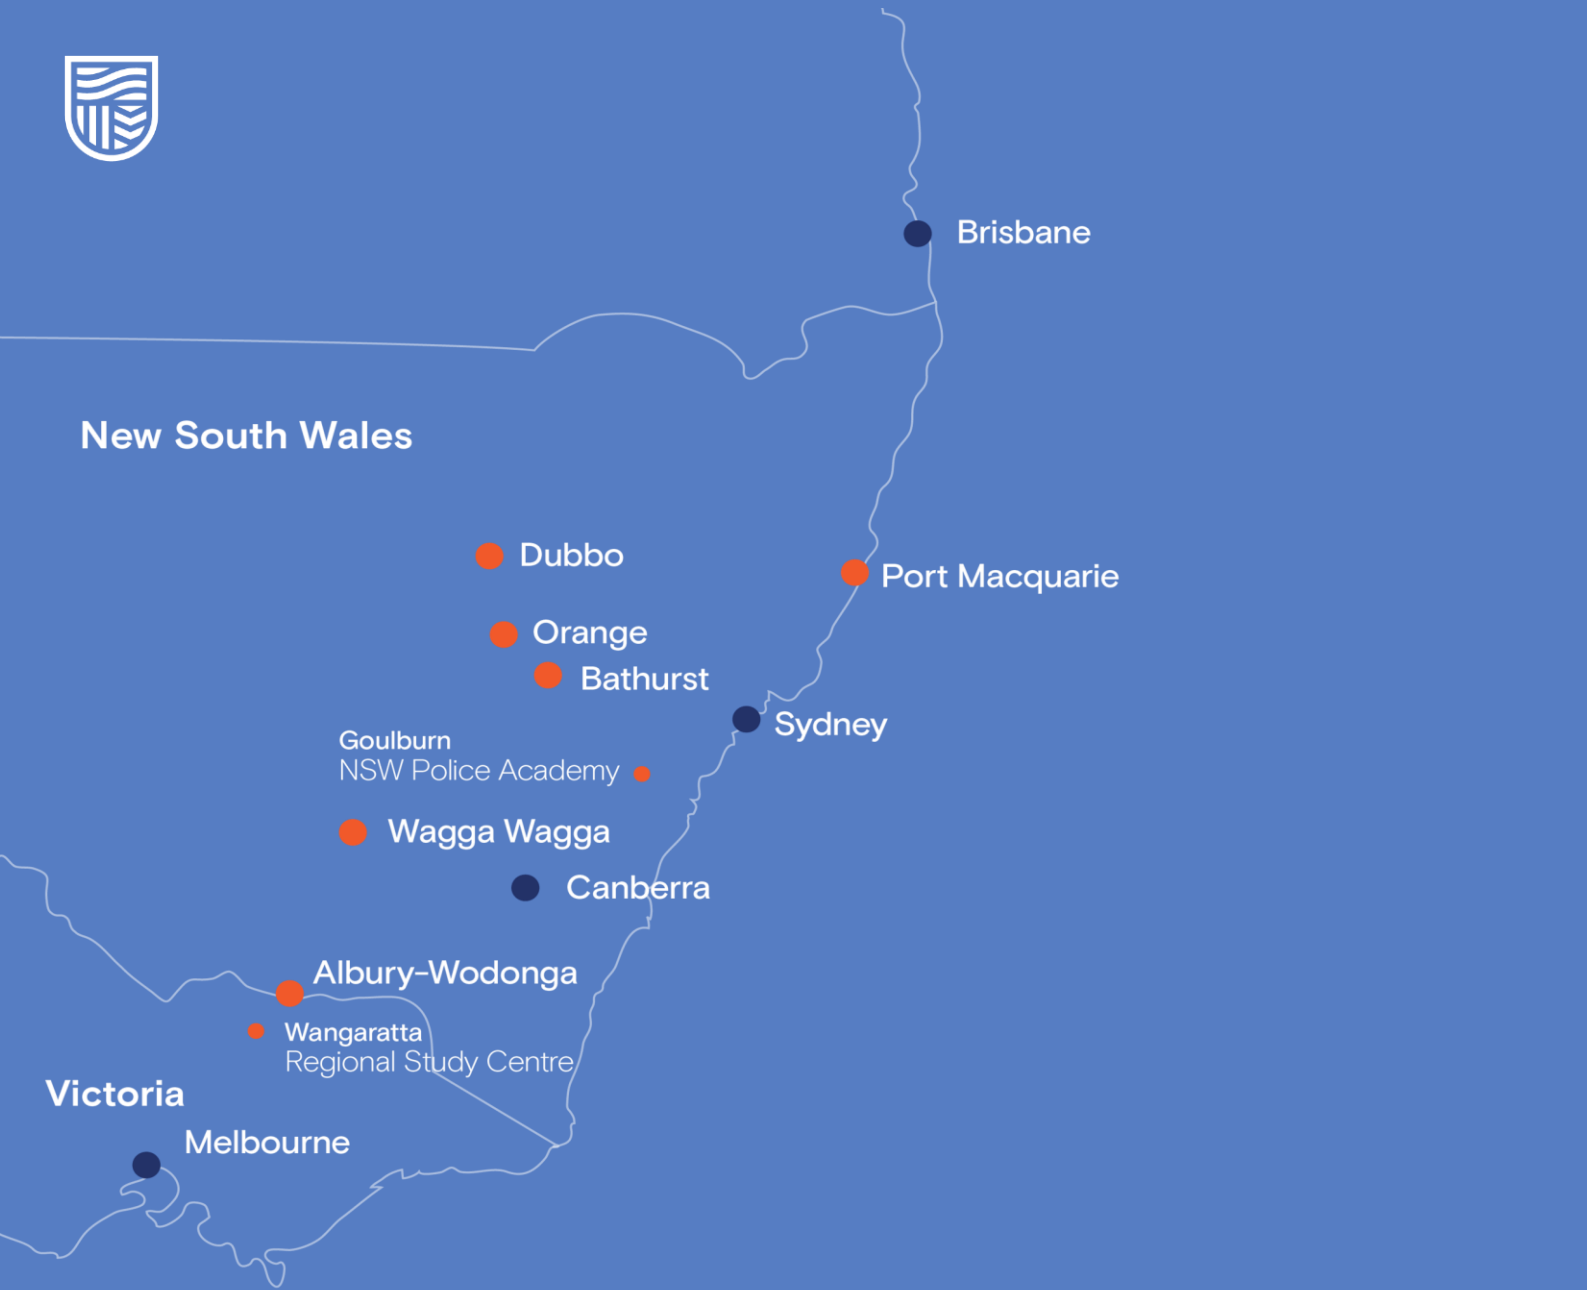 Brisbane
New South Wales
Dubbo
Port Macquarie
Orange
Bathurst
Sydney
Goulburn
NSW Police Academy
Wagga Wagga
Canberra
Albury-Wodonga
Wangaratta
Regional Study Centre
Victoria
Melbourne